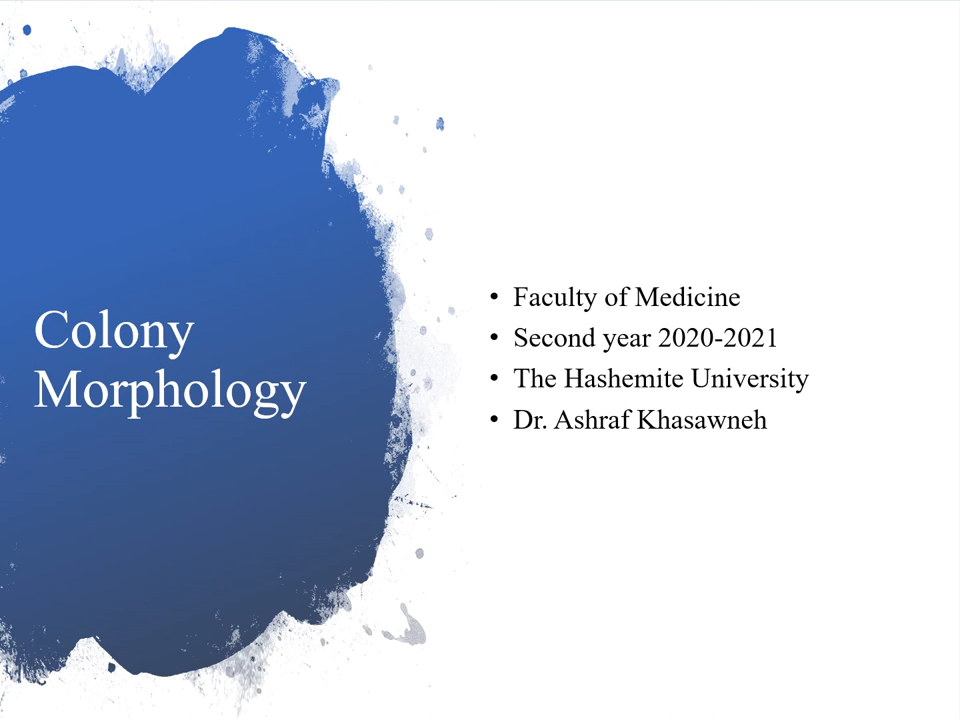 Colony
Morphology
• Faculty of Medicine
• Second year 2020-2021
• The Hashemite University
• Dr. Ashraf Khasawneh